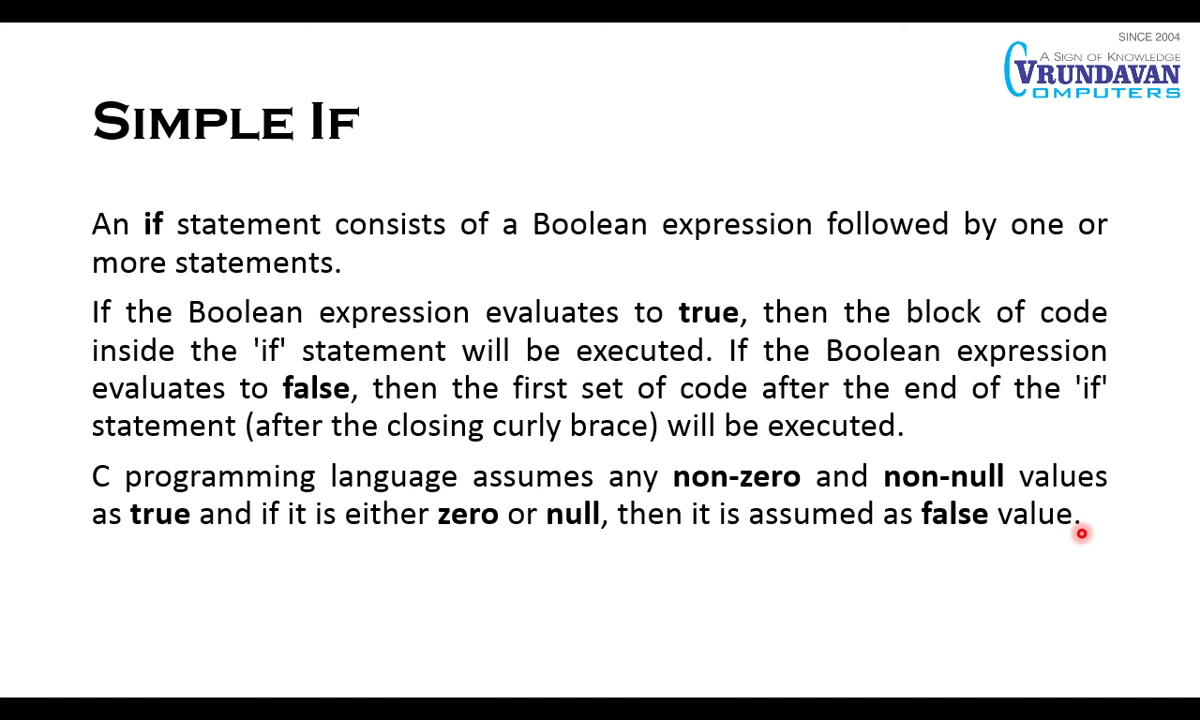 SINCE 2004
A SIGN OF KNOWLEDGE
VRUNDAVAN
COMPUTERS
SIMPLE IF
An if statement consists of a Boolean expression followed by one or
more statements.
If the Boolean expression evaluates to true, then the block of code
inside the 'if' statement will be executed. If the Boolean expression
evaluates to false, then the first set of code after the end of the 'if'
statement (after the closing curly brace) will be executed.
C programming language assumes any non-zero and non-null values
as true and if it is either zero or null, then it is assumed as false value.